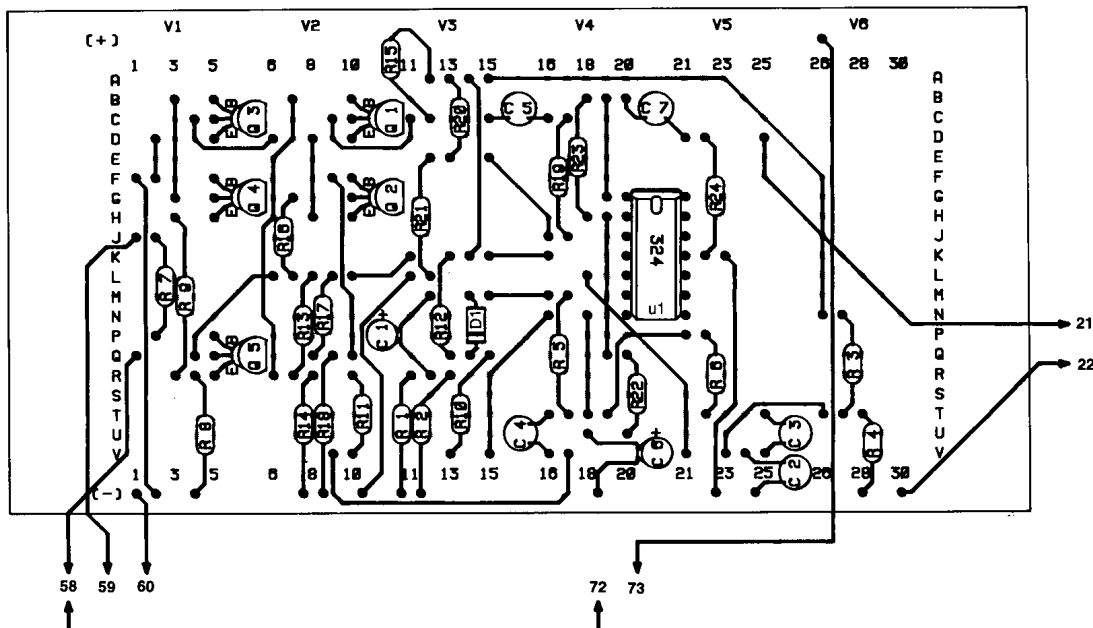 V1 V2 V3 V4 V5 V6
(+)
1 3 5 6 8 10 11 13 15 16 18 20 21 23 25 26 28 30
R15
A A
B B
C C
D D
E E
F F
G G
H H
J J
K K
L L
M M
N N
P P
Q Q
R R
S S
T T
U U
V V
B Q3 E
B Q1 E
R20
C5
C7
R23
R19
B Q4 E
B Q2 E
R16
R21
R24
324
u1
R7
R9
R13
R17
C1 +
R12
D1
R5
R6
R3
21
22
B Q5 E
R8
R14
R18
R11
R1
R2
R10
C4
R22
C6 +
C3
C2
R4
1 3 5 6 8 10 11 13 15 16 18 20 21 23 25 26 28 30
(-)
58 59 60 72 73